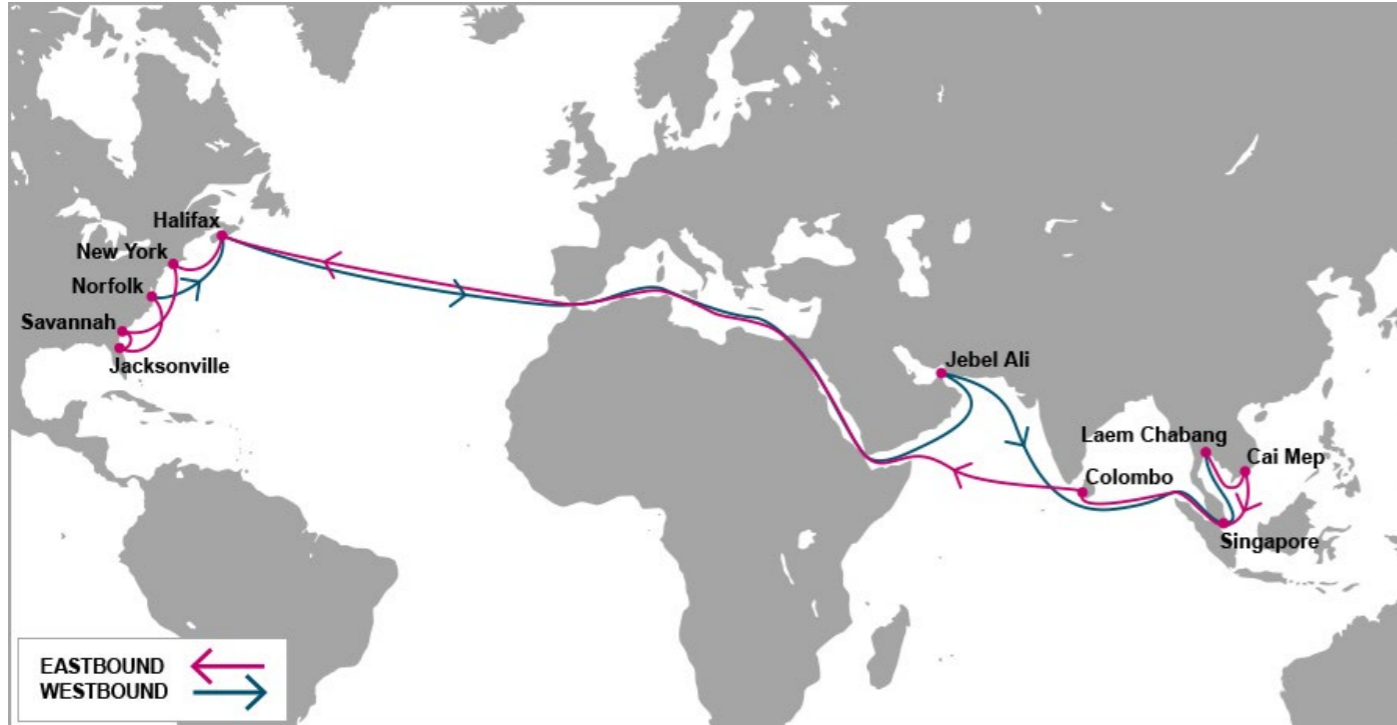 Halifax
New York
Norfolk
Savannah
Jacksonville
Jebel Ali
Laem Chabang
Cai Mep
Colombo
Singapore
EASTBOUND
WESTBOUND